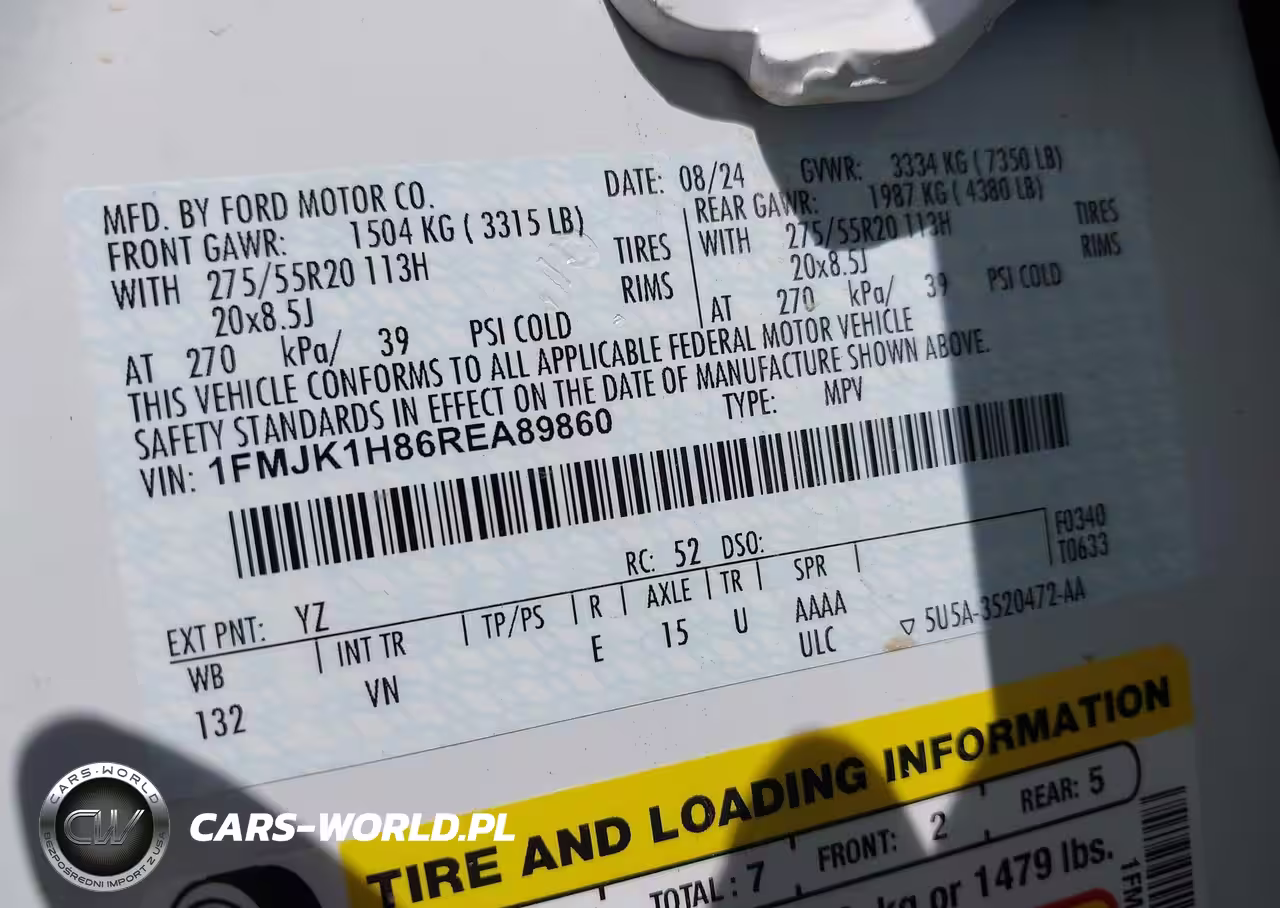 MFD. BY FORD MOTOR CO. DATE: 08/24 GVWR: 3334 KG ( 7350 LB)
FRONT GAWR: 1504 KG ( 3315 LB) REAR GAWR: 1987 KG ( 4380 LB)
WITH 275/55R20 113H TIRES WITH 275/55R20 113H TIRES
20x8.5J RIMS 20x8.5J RIMS
AT 270 kPa/ 39 PSI COLD AT 270 kPa/ 39 PSI COLD
THIS VEHICLE CONFORMS TO ALL APPLICABLE FEDERAL MOTOR VEHICLE
SAFETY STANDARDS IN EFFECT ON THE DATE OF MANUFACTURE SHOWN ABOVE.
VIN: 1FMJK1H86REA89860 TYPE: MPV
RC: 52 DSO: F0340
T0633
EXT PNT: YZ
WB INT TR TP/PS R AXLE TR SPR
132 VN E 15 U AAAA
ULC
5U5A-3520472-AA
TIRE AND LOADING INFORMATION
TOTAL : 7 FRONT: 2 REAR: 5
kg or 1479 lbs.
1FM
CARS-WORLD
CW
BEZPOŚREDNI IMPORT Z USA
CARS-WORLD.PL